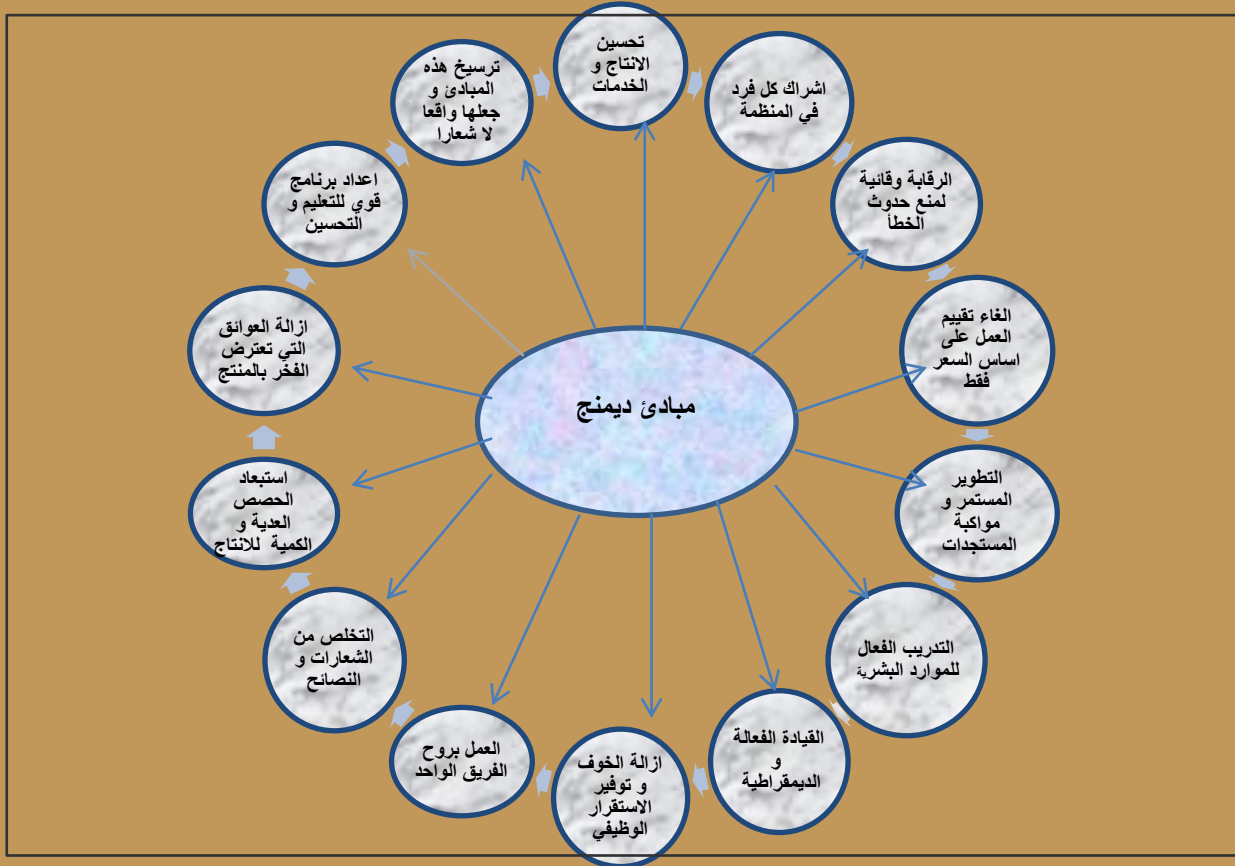 تحسين
الانتاج و
الخدمات
اشراك كل فرد
في المنظمة
الرقابة وقائية
لمنع حدوث
الخطأ
الغاء تقييم
العمل على
اساس السعر
فقط
التطوير
المستمر و
مواكبة
المستجدات
التدريب الفعال
للموارد البشرية
القيادة الفعالة
و
الديمقراطية
ازالة الخوف
و توفير
الاستقرار
الوظيفي
العمل بروح
الفريق الواحد
التخلص من
الشعارات و
النصائح
استبعاد
الحصص
العدية و
الكمية للانتاج
ازالة العوائق
التي تعترض
الفخر بالمنتج
اعداد برنامج
قوي للتعليم و
التحسين
ترسيخ هذه
المبادئ و
جعلها واقعا
لا شعارا
مبادئ ديمنج